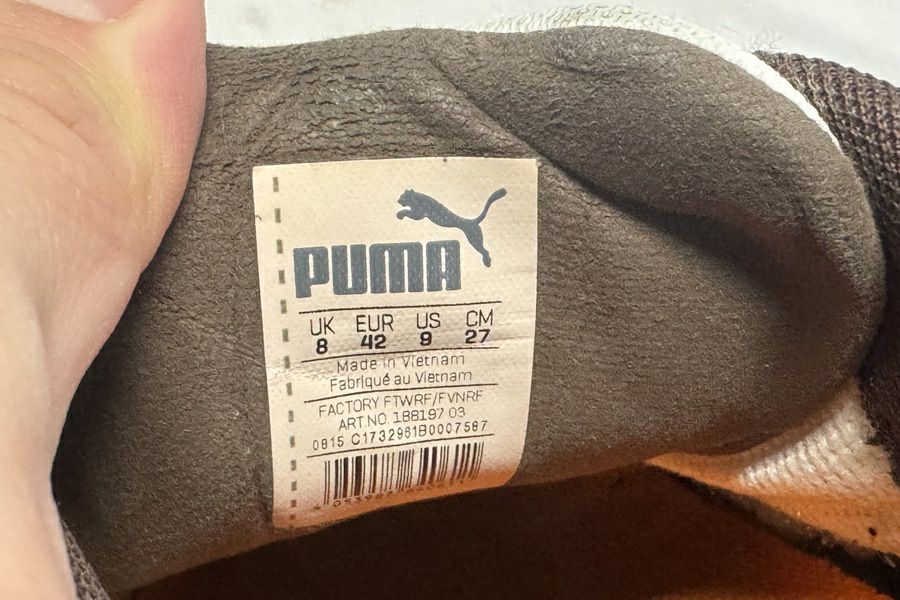 PUMA
UK EUR US CM
8 42 9 27
Made in Vietnam
Fabriqué au Vietnam
FACTORY FTWRF/FVNRF
ART.NO 188197 03
0815 C1732961B0007587